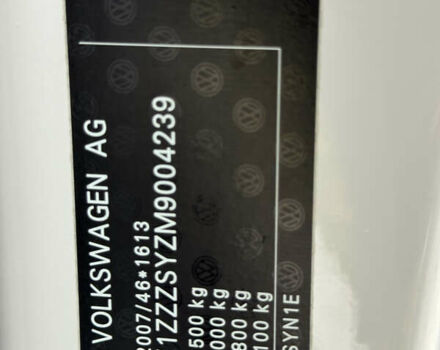 VOLKSWAGEN AG
2007/46*1613
1ZZZSYZM9004239
500 kg
000 kg
800 kg
100 kg
SYN1E